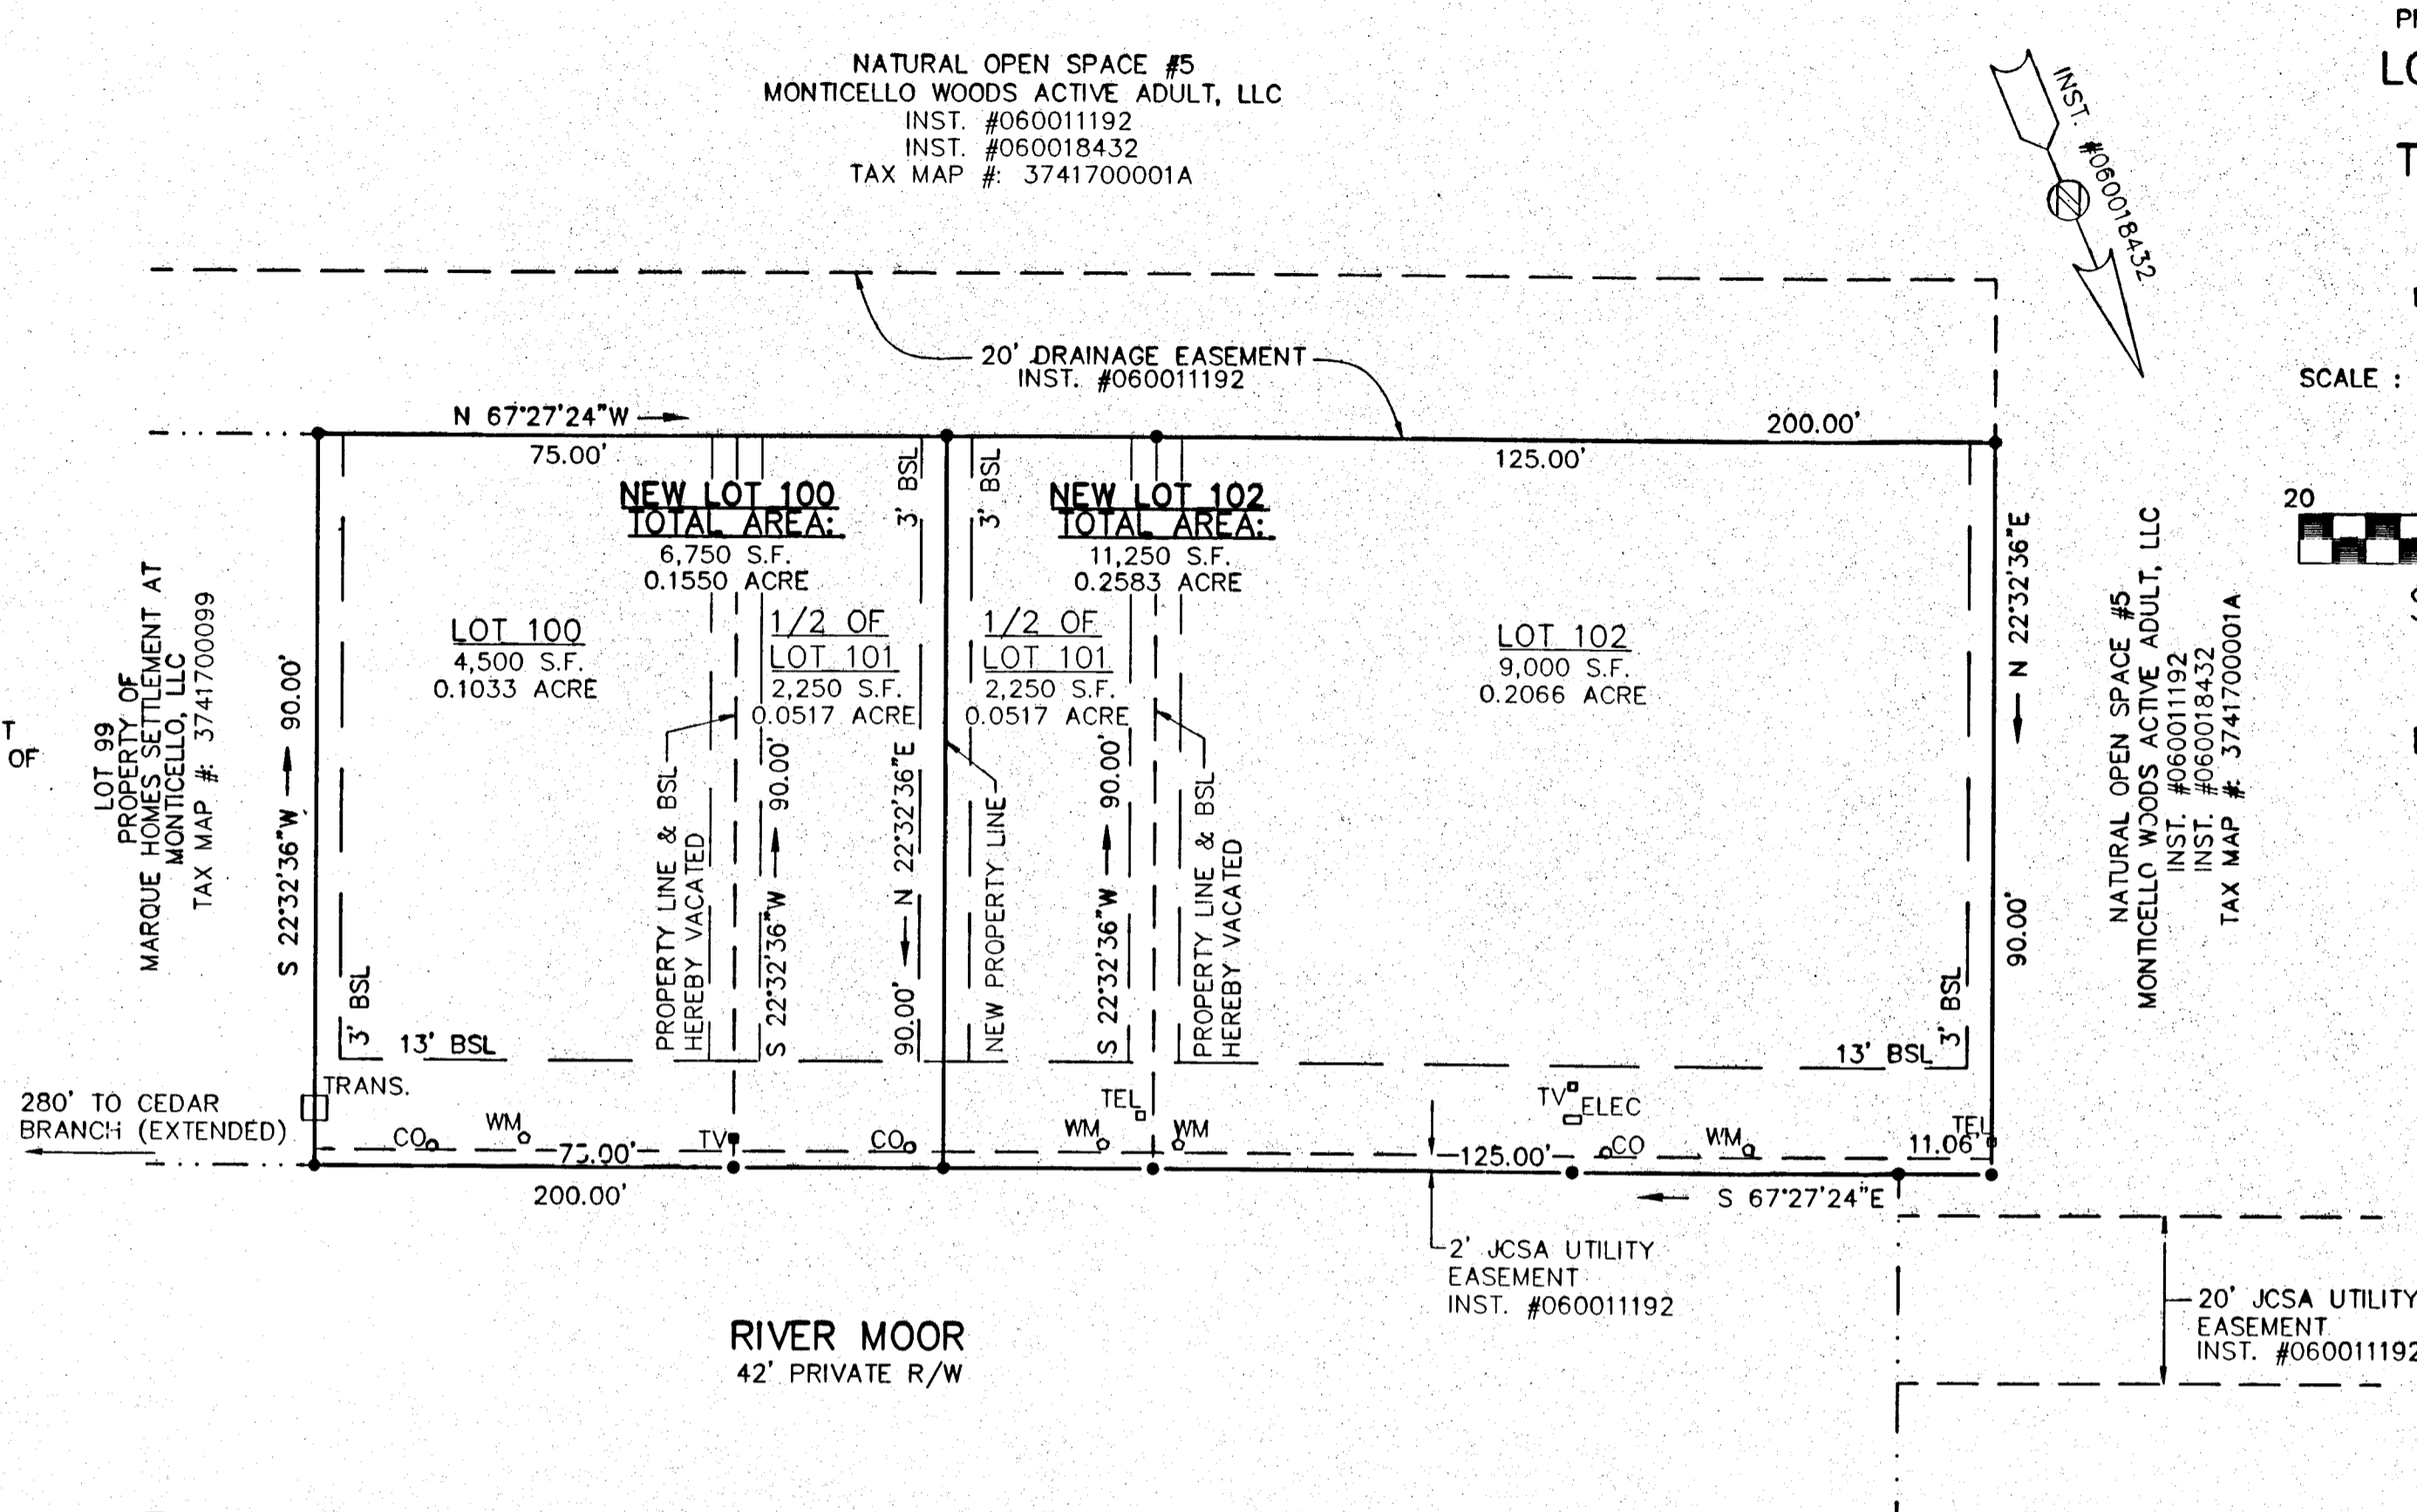 NATURAL OPEN SPACE #5
MONTICELLO WOODS ACTIVE ADULT, LLC
INST. #060011192
INST. #060018432
TAX MAP #: 3741700001A
INST. #060018432
SCALE :
20
20' DRAINAGE EASEMENT
INST. #060011192
N 67°27'24"W
75.00'
200.00'
125.00'
NEW LOT 100
TOTAL AREA:
6,750 S.F.
0.1550 ACRE
3' BSL
3' BSL
NEW LOT 102
TOTAL AREA:
11,250 S.F.
0.2583 ACRE
LOT 100
4,500 S.F.
0.1033 ACRE
1/2 OF
LOT 101
2,250 S.F.
0.0517 ACRE
1/2 OF
LOT 101
2,250 S.F.
0.0517 ACRE
LOT 102
9,000 S.F.
0.2066 ACRE
T
OF
LOT 99
PROPERTY OF
MARQUE HOMES SETTLEMENT AT
MONTICELLO, LLC
TAX MAP #: 3741700099
S 22°32'36"W 90.00'
3' BSL
13' BSL
PROPERTY LINE & BSL
HEREBY VACATED
S 22°32'36"W 90.00'
90.00' N 22°32'36"E
NEW PROPERTY LINE
S 22°32'36"W 90.00'
PROPERTY LINE & BSL
HEREBY VACATED
13' BSL
3' BSL
N 22°32'36"E
90.00'
NATURAL OPEN SPACE #5
MONTICELLO WOODS ACTIVE ADULT, LLC
INST. #060011192
INST. #060018432
TAX MAP #: 3741700001A
280' TO CEDAR
BRANCH (EXTENDED)
TRANS.
CO
WM
75.00'
TV
CO
TEL
WM
WM
TV
ELEC
125.00'
CO
WM
TEL
11.06'
200.00'
S 67°27'24"E
2' JCSA UTILITY
EASEMENT
INST. #060011192
20' JCSA UTILITY
EASEMENT
INST. #060011192
RIVER MOOR
42' PRIVATE R/W